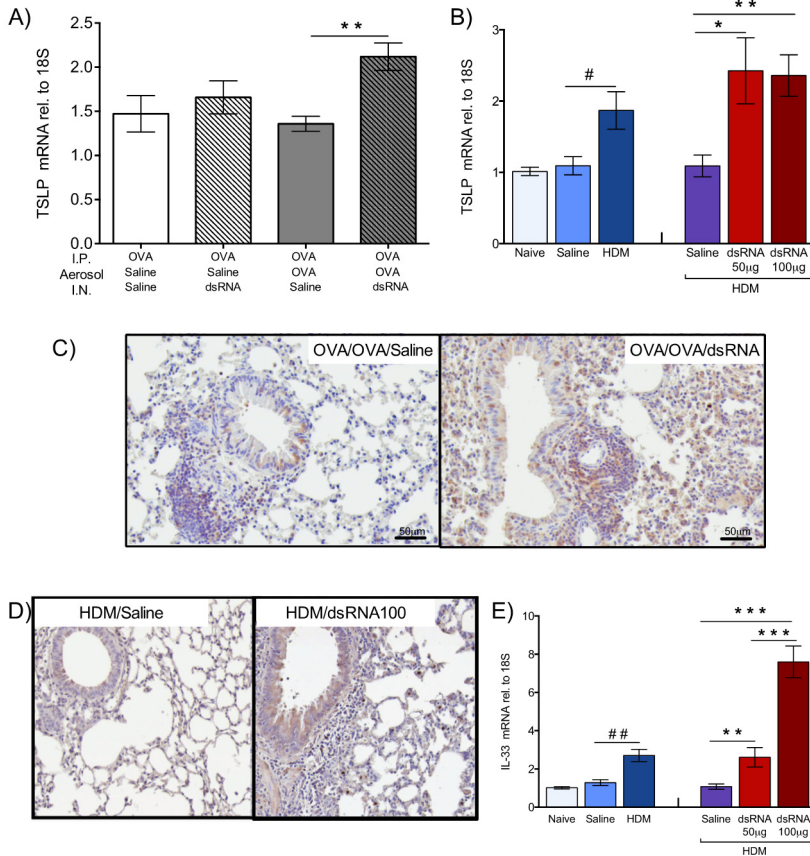 A)
TSLP mRNA rel. to 18S
2.5
2.0
1.5
1.0
0.5
0.0
* *
I.P. OVA OVA OVA OVA
Aerosol Saline Saline OVA OVA
I.N. Saline dsRNA Saline dsRNA
B)
TSLP mRNA rel. to 18S
3
2
1
0
#
*
* *
Naive Saline HDM Saline dsRNA dsRNA
50µg 100µg
HDM
C)
OVA/OVA/Saline
50µm
OVA/OVA/dsRNA
50µm
D)
HDM/Saline
HDM/dsRNA100
E)
IL-33 mRNA rel. to 18S
10
8
6
4
2
0
# #
* *
* * *
* * *
Naive Saline HDM Saline dsRNA dsRNA
50µg 100µg
HDM